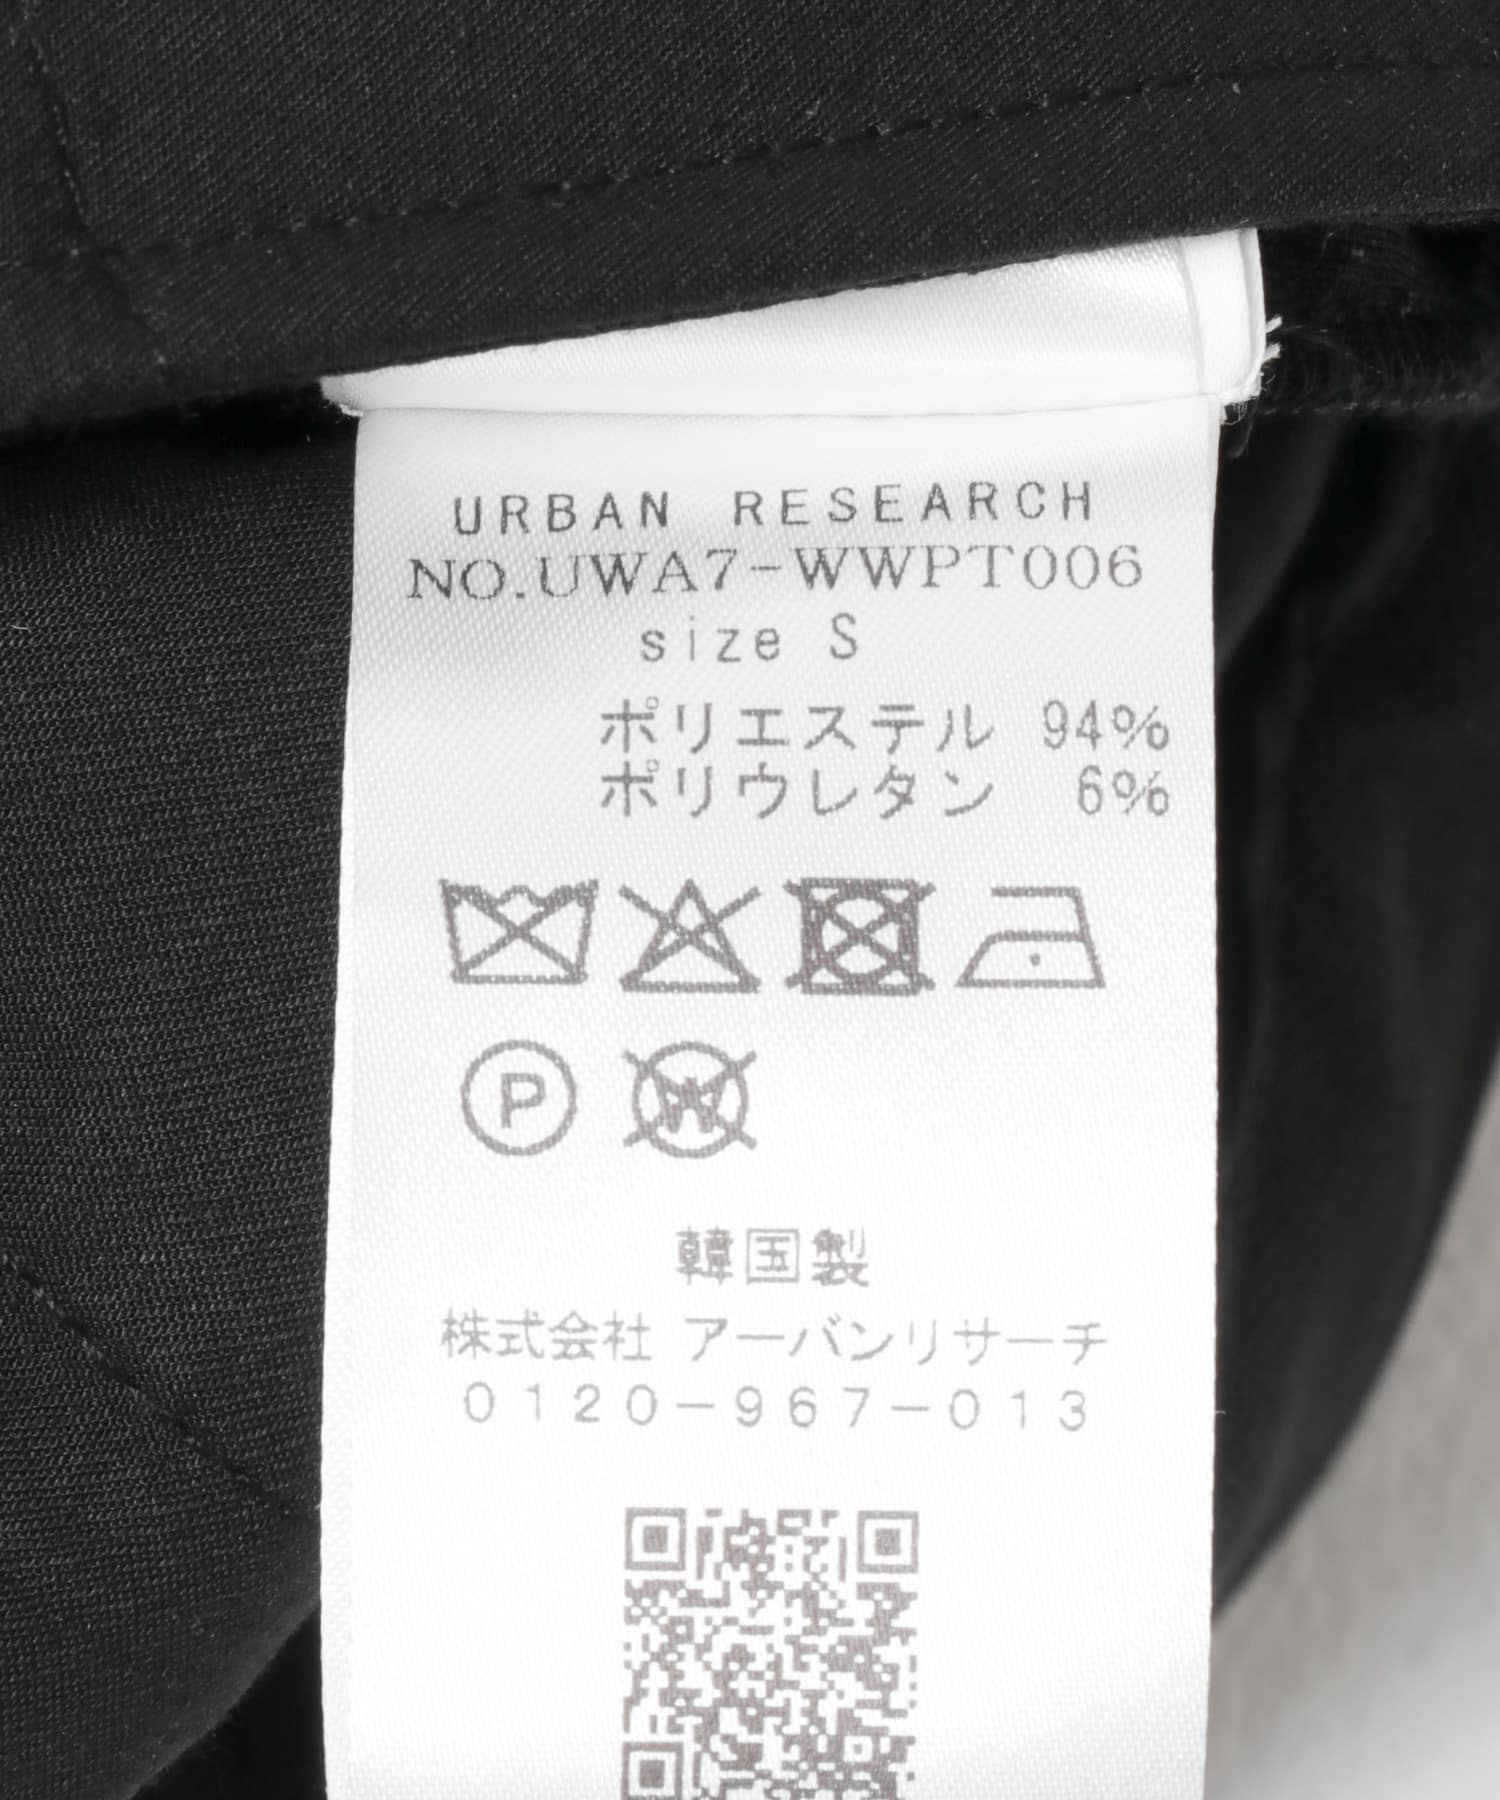 URBAN RESEARCH
NO.UWA7-WWPT006
size S
ポリエステル 94%
ポリウレタン 6%
P W
韓国製
株式会社 アーバンリサーチ
0120-967-013